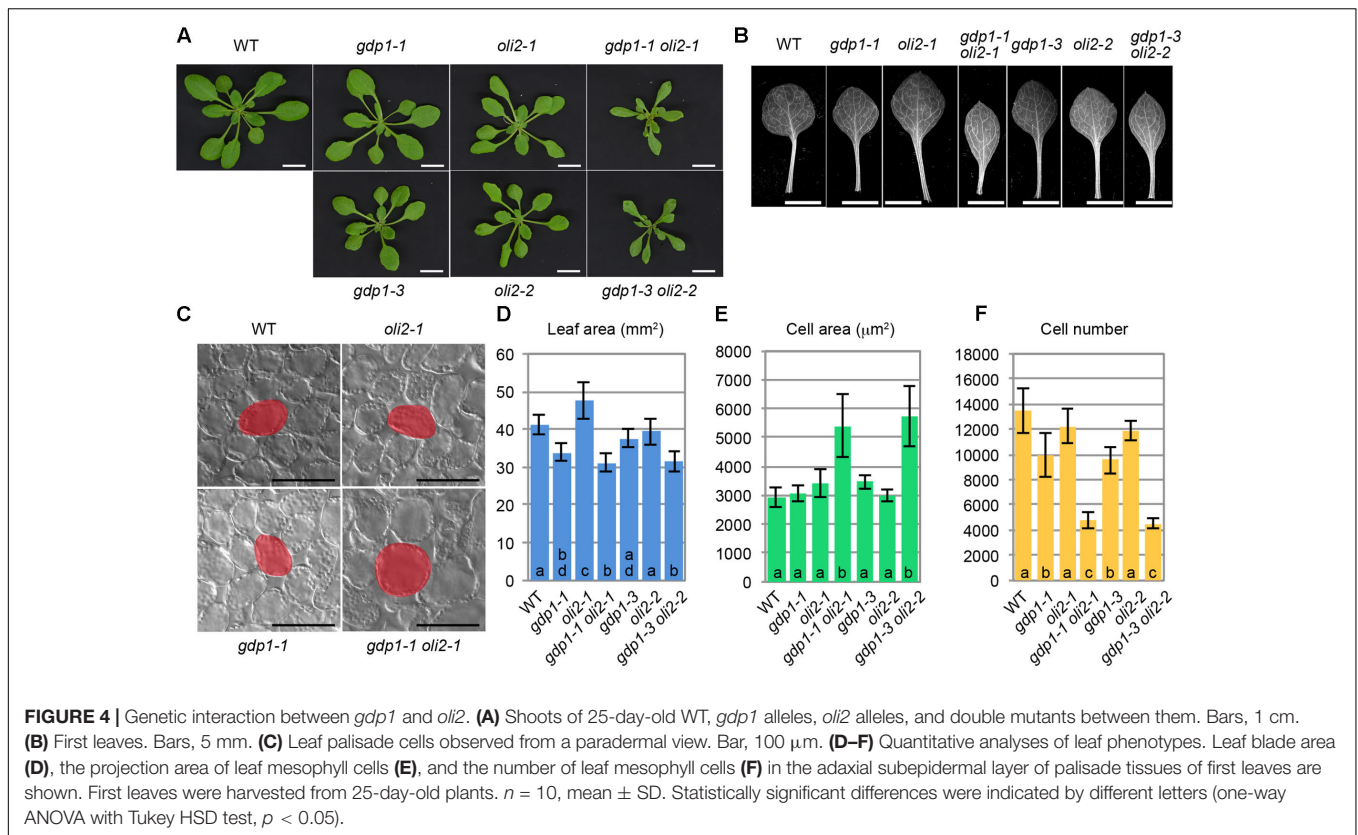 A
WT
gdp1-1
oli2-1
gdp1-1 oli2-1
gdp1-3
oli2-2
gdp1-3 oli2-2
B
WT
gdp1-1
oli2-1
gdp1-1
oli2-1
gdp1-3
oli2-2
gdp1-3
oli2-2
C
WT
oli2-1
gdp1-1
gdp1-1 oli2-1
D
Leaf area (mm²)
60
50
40
30
20
10
0
b
a
a d c b d a b
WT
gdp1-1
oli2-1
gdp1-1 oli2-1
gdp1-3
oli2-2
gdp1-3 oli2-2
E
Cell area (μm²)
8000
7000
6000
5000
4000
3000
2000
1000
0
a a a b a a b
WT
gdp1-1
oli2-1
gdp1-1 oli2-1
gdp1-3
oli2-2
gdp1-3 oli2-2
F
Cell number
18000
16000
14000
12000
10000
8000
6000
4000
2000
0
a b a c b a c
WT
gdp1-1
oli2-1
gdp1-1 oli2-1
gdp1-3
oli2-2
gdp1-3 oli2-2
FIGURE 4 | Genetic interaction between gdp1 and oli2. (A) Shoots of 25-day-old WT, gdp1 alleles, oli2 alleles, and double mutants between them. Bars, 1 cm.
(B) First leaves. Bars, 5 mm. (C) Leaf palisade cells observed from a paradermal view. Bar, 100 μm. (D–F) Quantitative analyses of leaf phenotypes. Leaf blade area
(D), the projection area of leaf mesophyll cells (E), and the number of leaf mesophyll cells (F) in the adaxial subepidermal layer of palisade tissues of first leaves are
shown. First leaves were harvested from 25-day-old plants. n = 10, mean ± SD. Statistically significant differences were indicated by different letters (one-way
ANOVA with Tukey HSD test, p < 0.05).